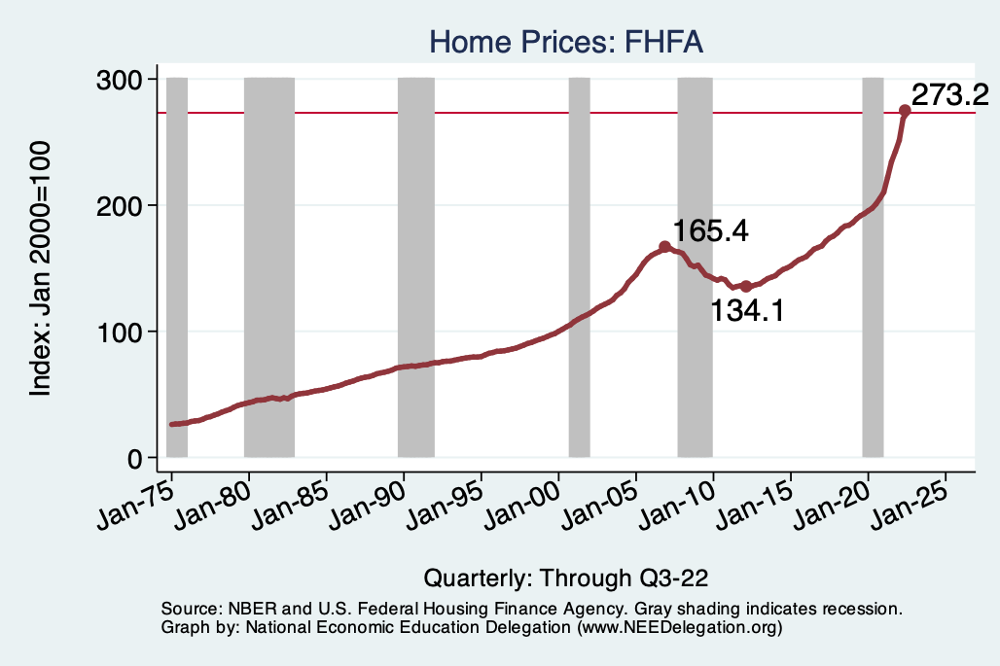 Home Prices: FHFA
300
273.2
200
165.4
134.1
100
0
Index: Jan 2000=100
Jan-75
Jan-80
Jan-85
Jan-90
Jan-95
Jan-00
Jan-05
Jan-10
Jan-15
Jan-20
Jan-25
Quarterly: Through Q3-22
Source: NBER and U.S. Federal Housing Finance Agency. Gray shading indicates recession.
Graph by: National Economic Education Delegation (www.NEEDelegation.org)